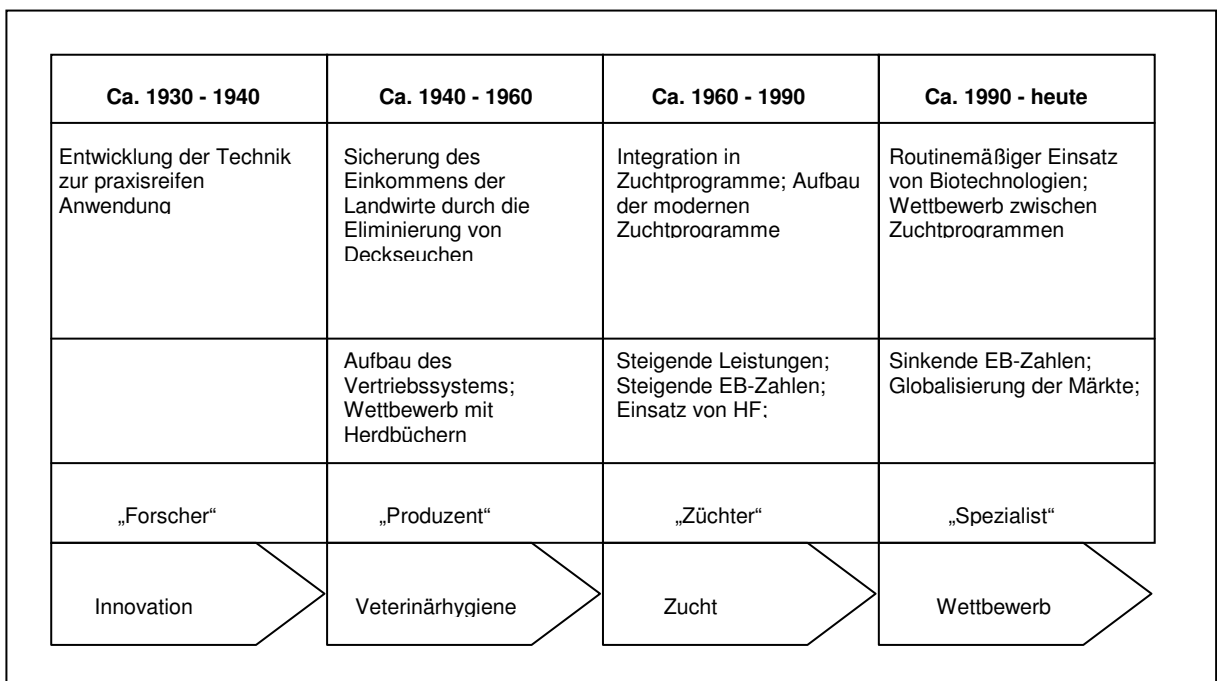 Ca. 1930 - 1940
Ca. 1940 - 1960
Ca. 1960 - 1990
Ca. 1990 - heute
Entwicklung der Technik
zur praxisreifen
Anwendung
Sicherung des
Einkommens der
Landwirte durch die
Eliminierung von
Deckseuchen
Integration in
Zuchtprogramme; Aufbau
der modernen
Zuchtprogramme
Routinemäßiger Einsatz
von Biotechnologien;
Wettbewerb zwischen
Zuchtprogrammen
Aufbau des
Vertriebssystems;
Wettbewerb mit
Herdbüchern
Steigende Leistungen;
Steigende EB-Zahlen;
Einsatz von HF;
Sinkende EB-Zahlen;
Globalisierung der Märkte;
„Forscher“
„Produzent“
„Züchter“
„Spezialist“
Innovation
Veterinärhygiene
Zucht
Wettbewerb